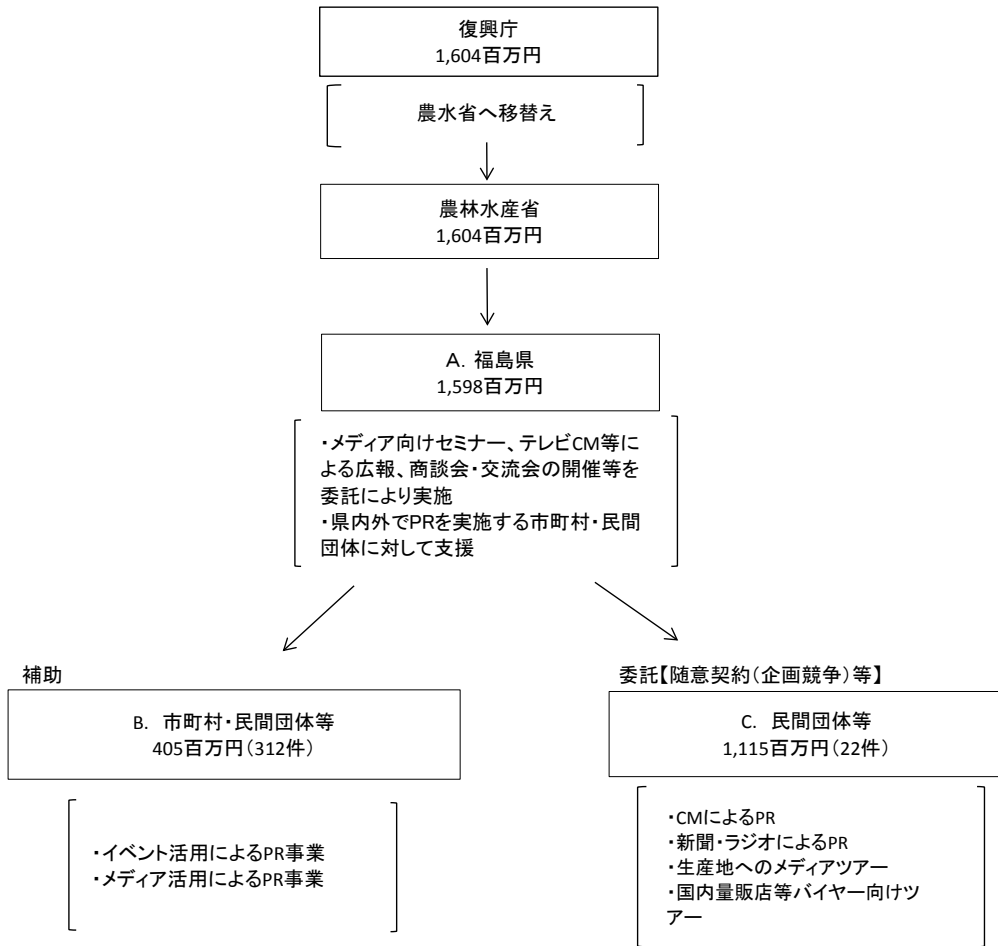 復興庁
1,604百万円
農水省へ移替え
農林水産省
1,604百万円
A. 福島県
1,598百万円
・メディア向けセミナー、テレビCM等に
よる広報、商談会・交流会の開催等を
委託により実施
・県内外でPRを実施する市町村・民間
団体に対して支援
補助
B. 市町村・民間団体等
405百万円(312件)
・イベント活用によるPR事業
・メディア活用によるPR事業
委託【随意契約(企画競争)等】
C. 民間団体等
1,115百万円(22件)
・CMによるPR
・新聞・ラジオによるPR
・生産地へのメディアツアー
・国内量販店等バイヤー向けツ
アー